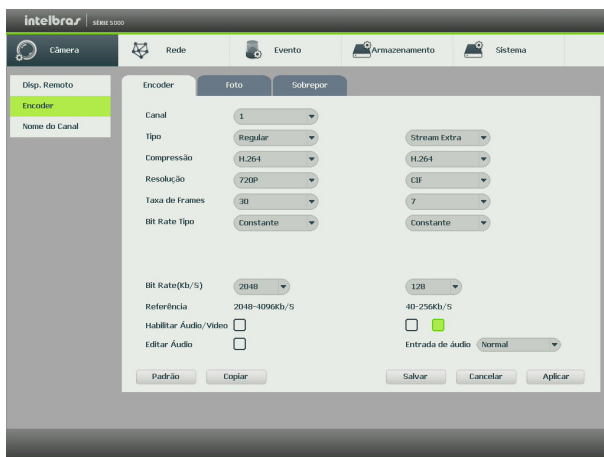 intelbras SÉRIE 5000
Câmera Rede Evento Armazenamento Sistema
Disp. Remoto
Encoder
Nome do Canal
Encoder Foto Sobrepor
Canal 1
Tipo Regular Stream Extra
Compressão H.264 H.264
Resolução 720P CIF
Taxa de Frames 30 7
Bit Rate Tipo Constante Constante
Bit Rate(Kb/S) 2048 128
Referência 2048-4096Kb/S 40-256Kb/S
Habilitar Áudio/Video
Editar Áudio Entrada de áudio Normal
Padrão Copiar Salvar Cancelar Aplicar